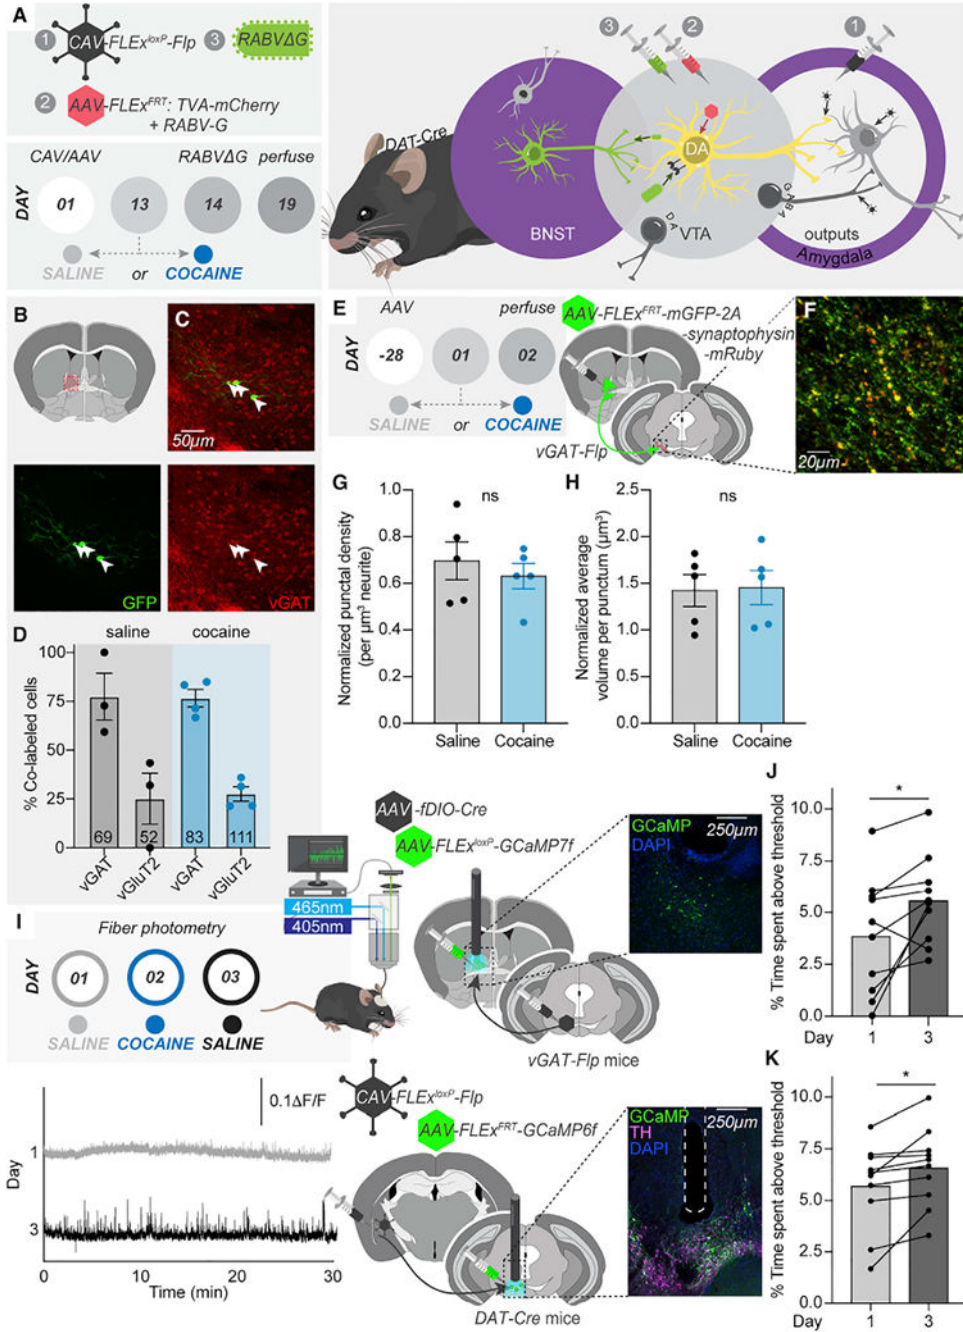 A
1
CAV-FLExloxP-Flp
3
RABVΔG
2
AAV-FLExFRT: TVA-mCherry
+ RABV-G
CAV/AAV
RABVΔG
perfuse
DAY
01
13
14
19
SALINE
or
COCAINE
DAT-Cre
3
2
1
DA
BNST
DA
VTA
GABA
outputs
Amygdala
B
C
50µm
GFP
vGAT
D
saline
cocaine
% Co-labeled cells
100
75
50
25
0
69
52
83
111
vGAT
vGluT2
vGAT
vGluT2
E
AAV
perfuse
DAY
-28
01
02
SALINE
or
COCAINE
AAV-FLExFRT-mGFP-2A
-synaptophysin
-mRuby
vGAT-Flp
F
20µm
G
Normalized punctal density
(per µm³ neurite)
1.0
0.8
0.6
0.4
0.2
0.0
ns
Saline
Cocaine
H
Normalized average
volume per punctum (µm³)
2.5
2.0
1.5
1.0
0.5
0.0
ns
Saline
Cocaine
I
Fiber photometry
DAY
01
02
03
SALINE
COCAINE
SALINE
465nm
405nm
AAV-fDIO-Cre
AAV-FLExloxP-GCaMP7f
vGAT-Flp mice
GCaMP
DAPI
250µm
0.1ΔF/F
Day
1
3
0
10
20
30
Time (min)
CAV-FLExloxP-Flp
AAV-FLExFRT-GCaMP6f
DAT-Cre mice
GCaMP
TH
DAPI
250µm
J
% Time spent above threshold
10.0
7.5
5.0
2.5
0.0
*
Day
1
3
K
% Time spent above threshold
10.0
7.5
5.0
2.5
0.0
*
Day
1
3